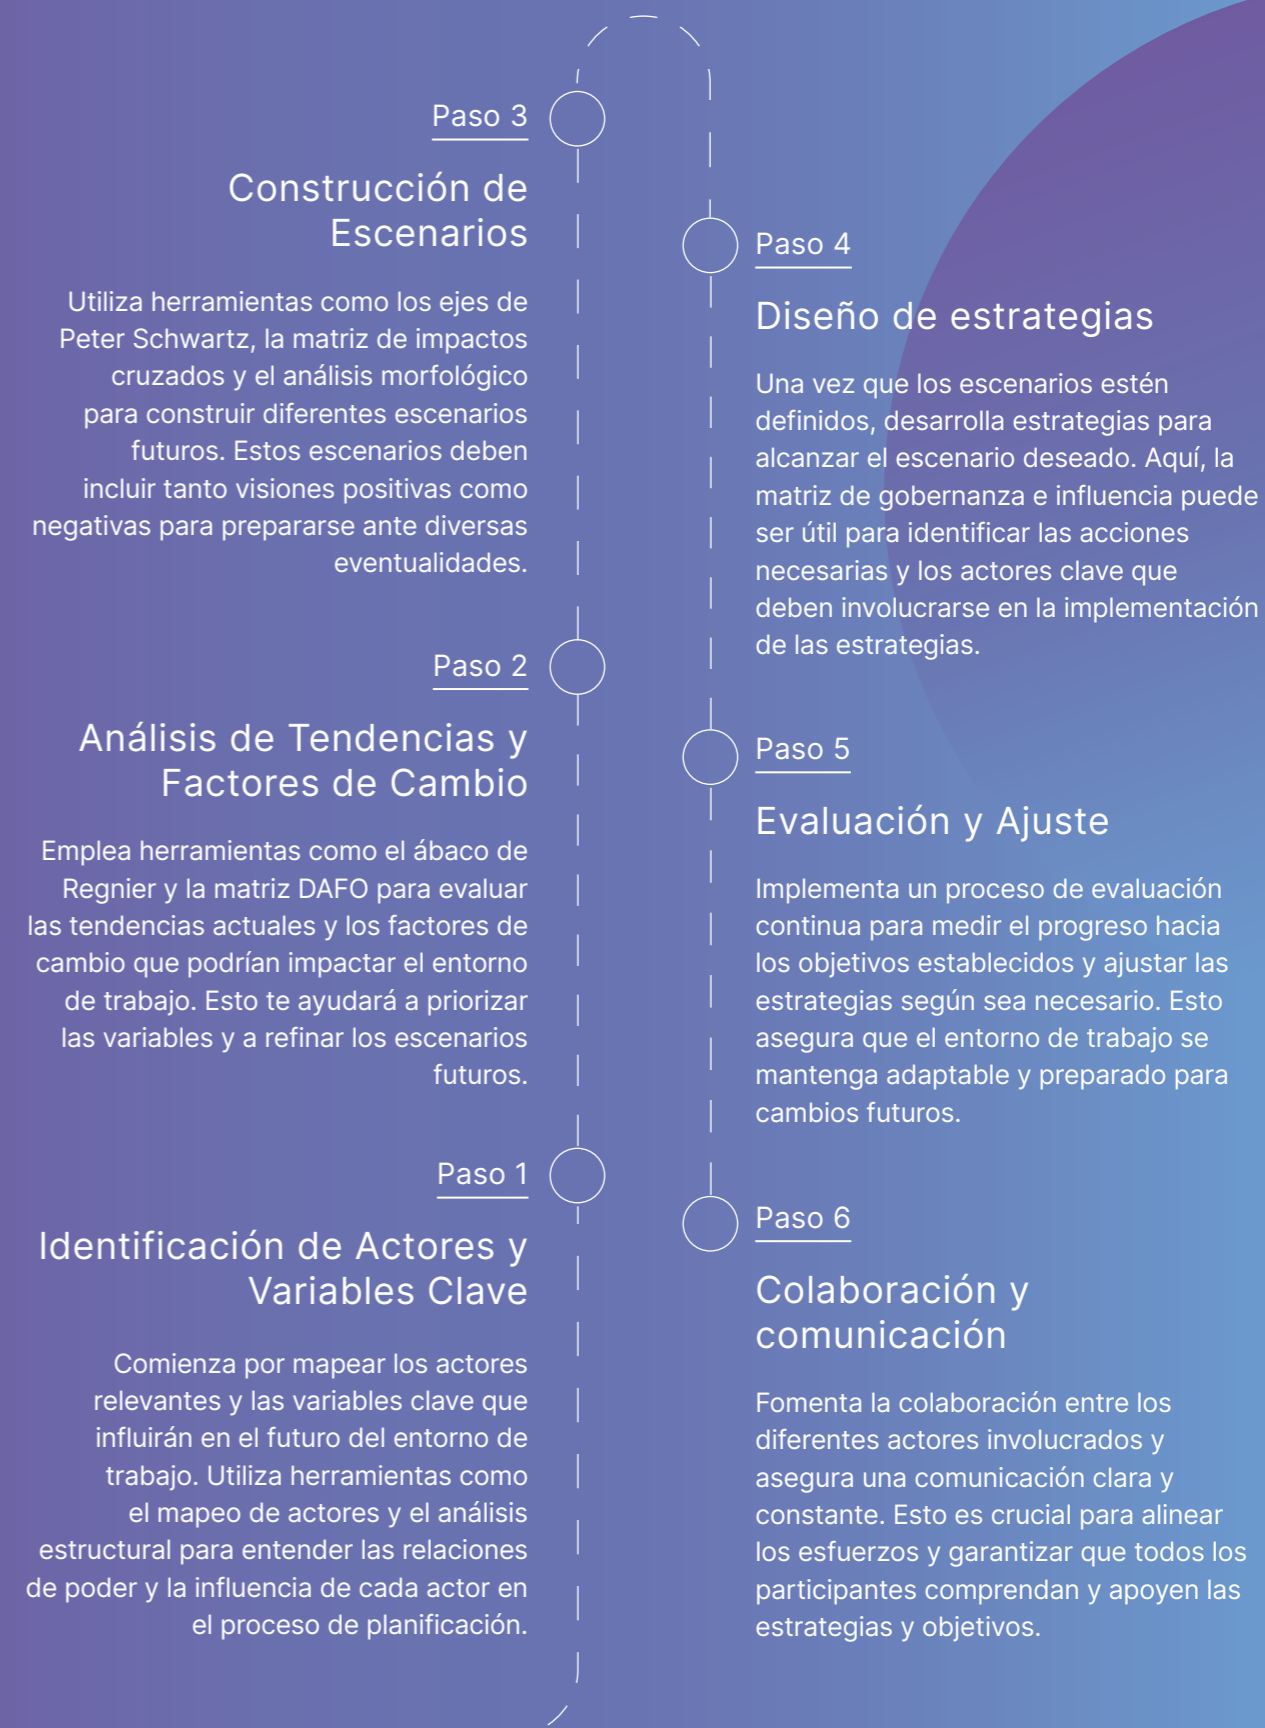 Paso 3
Construcción de
Escenarios
Utiliza herramientas como los ejes de
Peter Schwartz, la matriz de impactos
cruzados y el análisis morfológico
para construir diferentes escenarios
futuros. Estos escenarios deben
incluir tanto visiones positivas como
negativas para prepararse ante diversas
eventualidades.
Paso 2
Análisis de Tendencias y
Factores de Cambio
Emplea herramientas como el ábaco de
Regnier y la matriz DAFO para evaluar
las tendencias actuales y los factores de
cambio que podrían impactar el entorno
de trabajo. Esto te ayudará a priorizar
las variables y a refinar los escenarios
futuros.
Paso 1
Identificación de Actores y
Variables Clave
Comienza por mapear los actores
relevantes y las variables clave que
influirán en el futuro del entorno de
trabajo. Utiliza herramientas como
el mapeo de actores y el análisis
estructural para entender las relaciones
de poder y la influencia de cada actor en
el proceso de planificación.
Paso 4
Diseño de estrategias
Una vez que los escenarios estén
definidos, desarrolla estrategias para
alcanzar el escenario deseado. Aquí, la
matriz de gobernanza e influencia puede
ser útil para identificar las acciones
necesarias y los actores clave que
deben involucrarse en la implementación
de las estrategias.
Paso 5
Evaluación y Ajuste
Implementa un proceso de evaluación
continua para medir el progreso hacia
los objetivos establecidos y ajustar las
estrategias según sea necesario. Esto
asegura que el entorno de trabajo se
mantenga adaptable y preparado para
cambios futuros.
Paso 6
Colaboración y
comunicación
Fomenta la colaboración entre los
diferentes actores involucrados y
asegura una comunicación clara y
constante. Esto es crucial para alinear
los esfuerzos y garantizar que todos los
participantes comprendan y apoyen las
estrategias y objetivos.